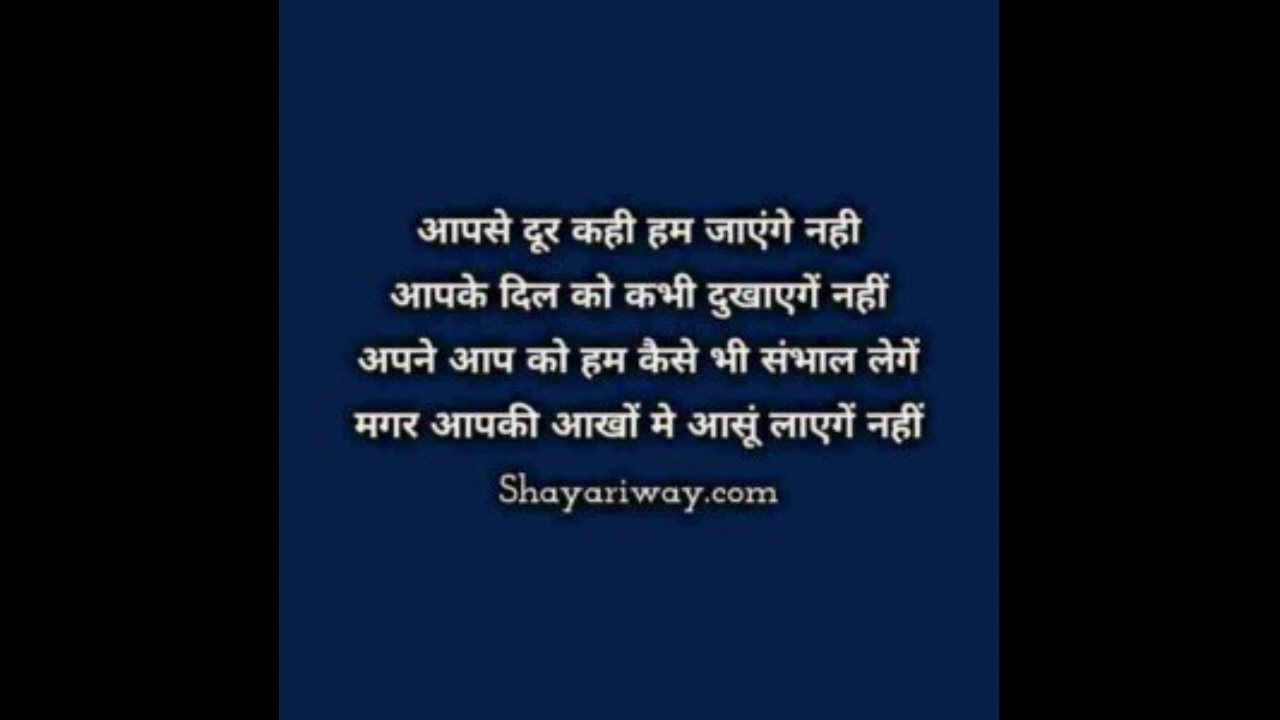 आपसे दूर कही हम जाएंगे नही
आपके दिल को कभी दुखाएगें नहीं
अपने आप को हम कैसे भी संभाल लेगें
मगर आपकी आखों मे आसूं लाएगें नहीं
Shayariway.com